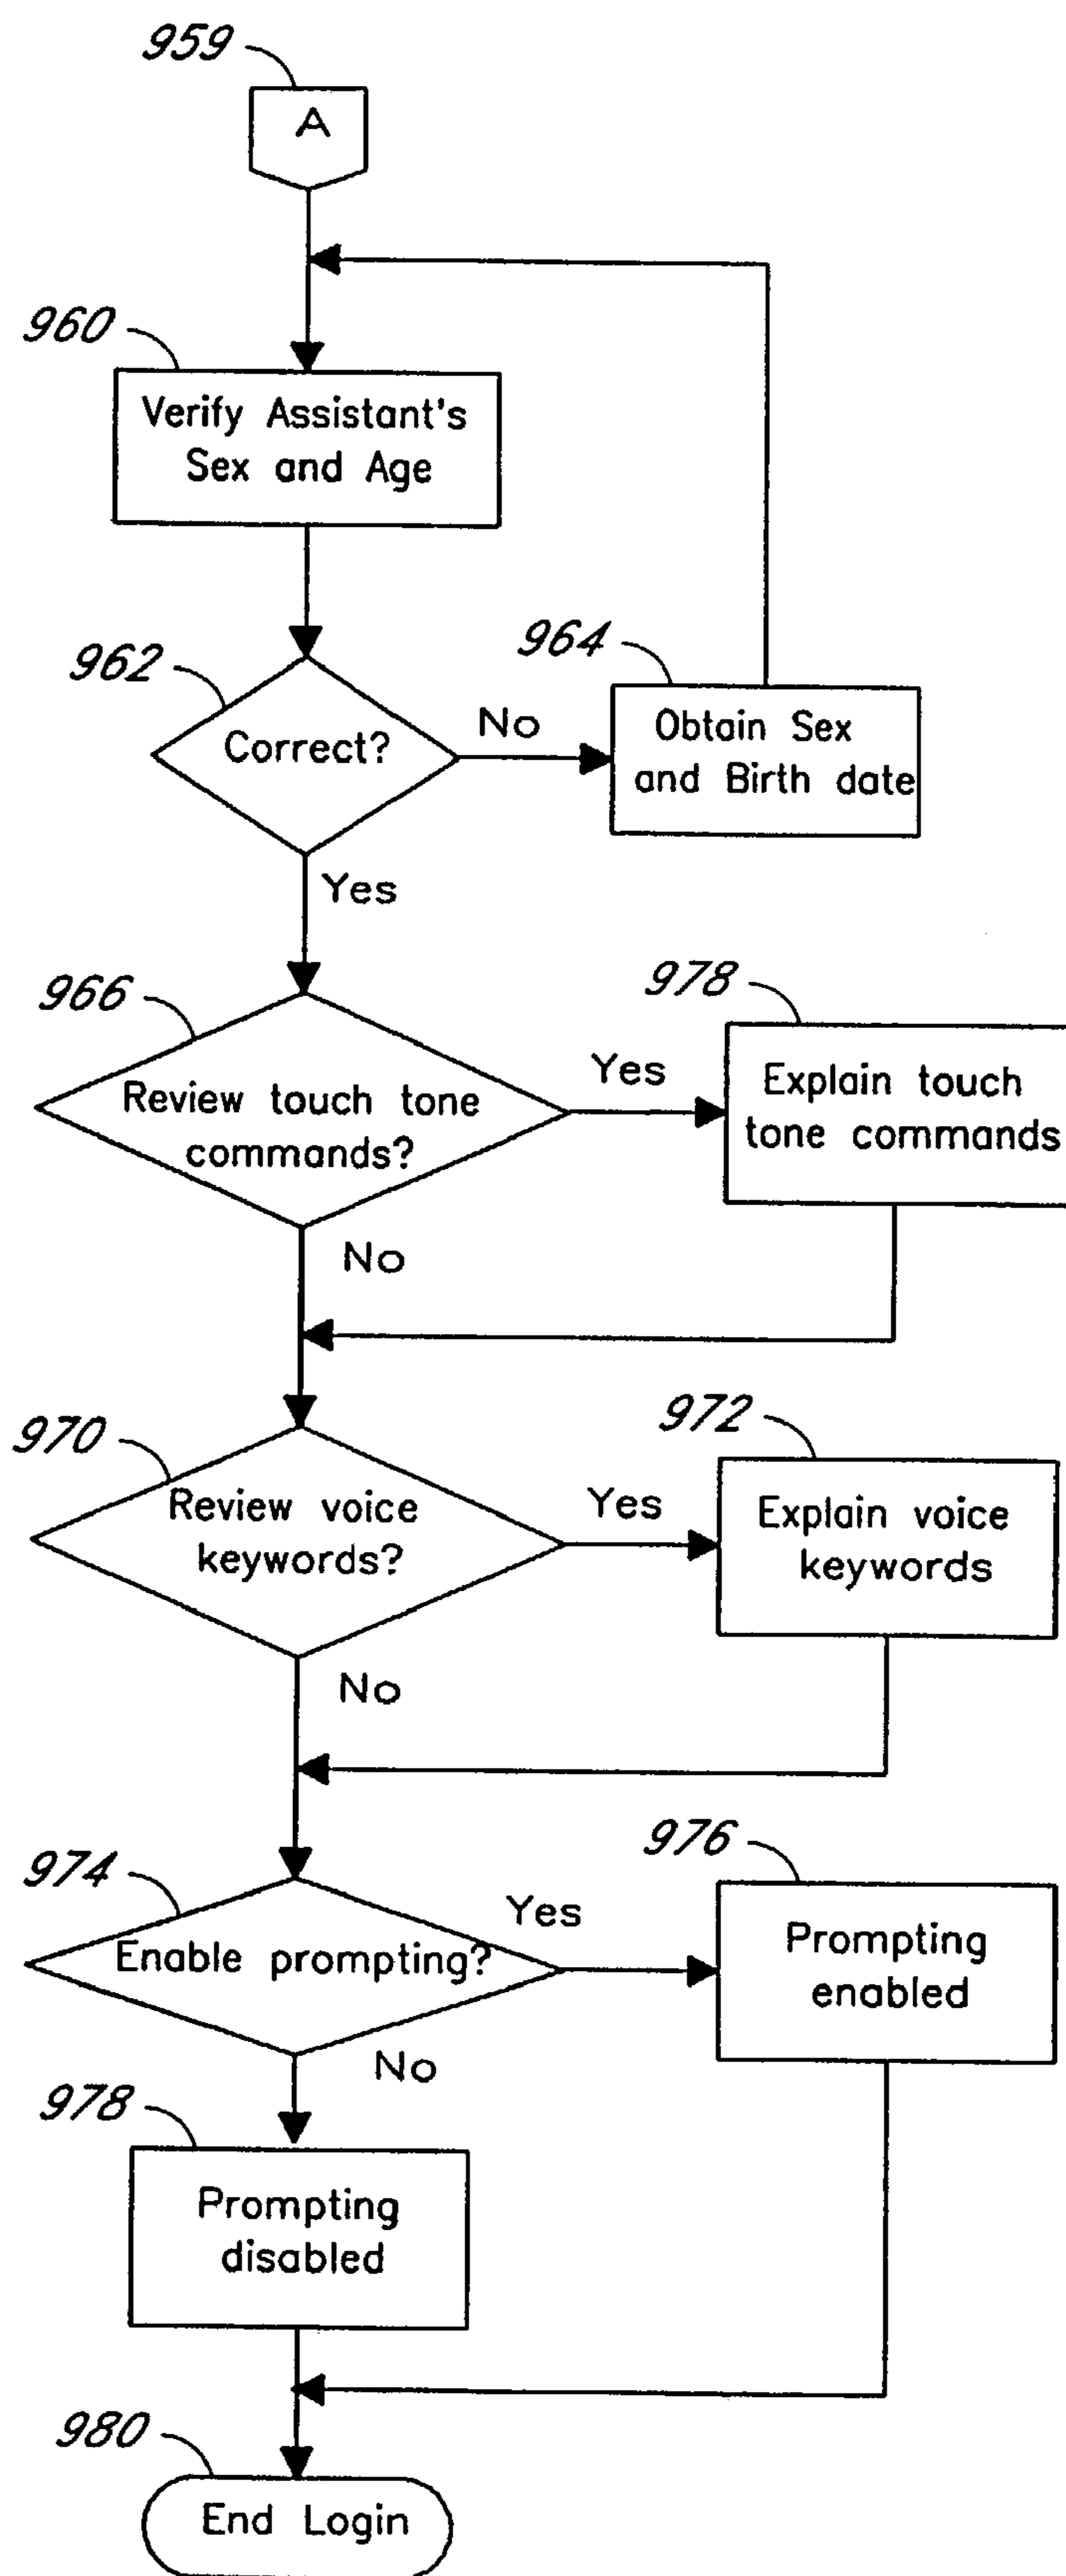 959
A
960
Verify Assistant's
Sex and Age
962
Correct?
No
964
Obtain Sex
and Birth date
Yes
966
Review touch tone
commands?
Yes
978
Explain touch
tone commands
No
970
Review voice
keywords?
Yes
972
Explain voice
keywords
No
974
Enable prompting?
Yes
976
Prompting
enabled
No
978
Prompting
disabled
980
End Login